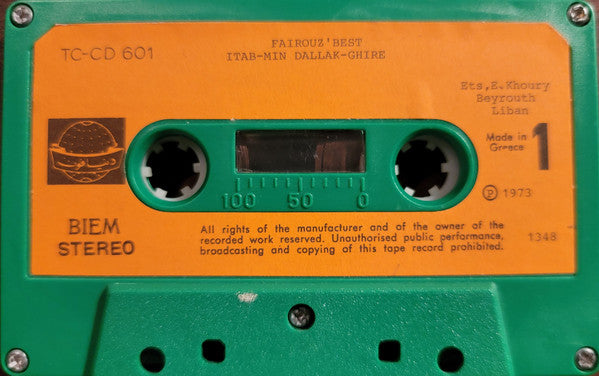 TC-CD 601
FAIROUZ'BEST
ITAB-MIN DALLAK-GHIRE
Ets,E.Khoury
Beyrouth
Liban
Made in
Greece
1
100 50 0
Ⓟ 1973
BIEM
STEREO
All rights of the manufacturer and of the owner of the
recorded work reserved. Unauthorised public performance,
broadcasting and copying of this tape record prohibited.
1348